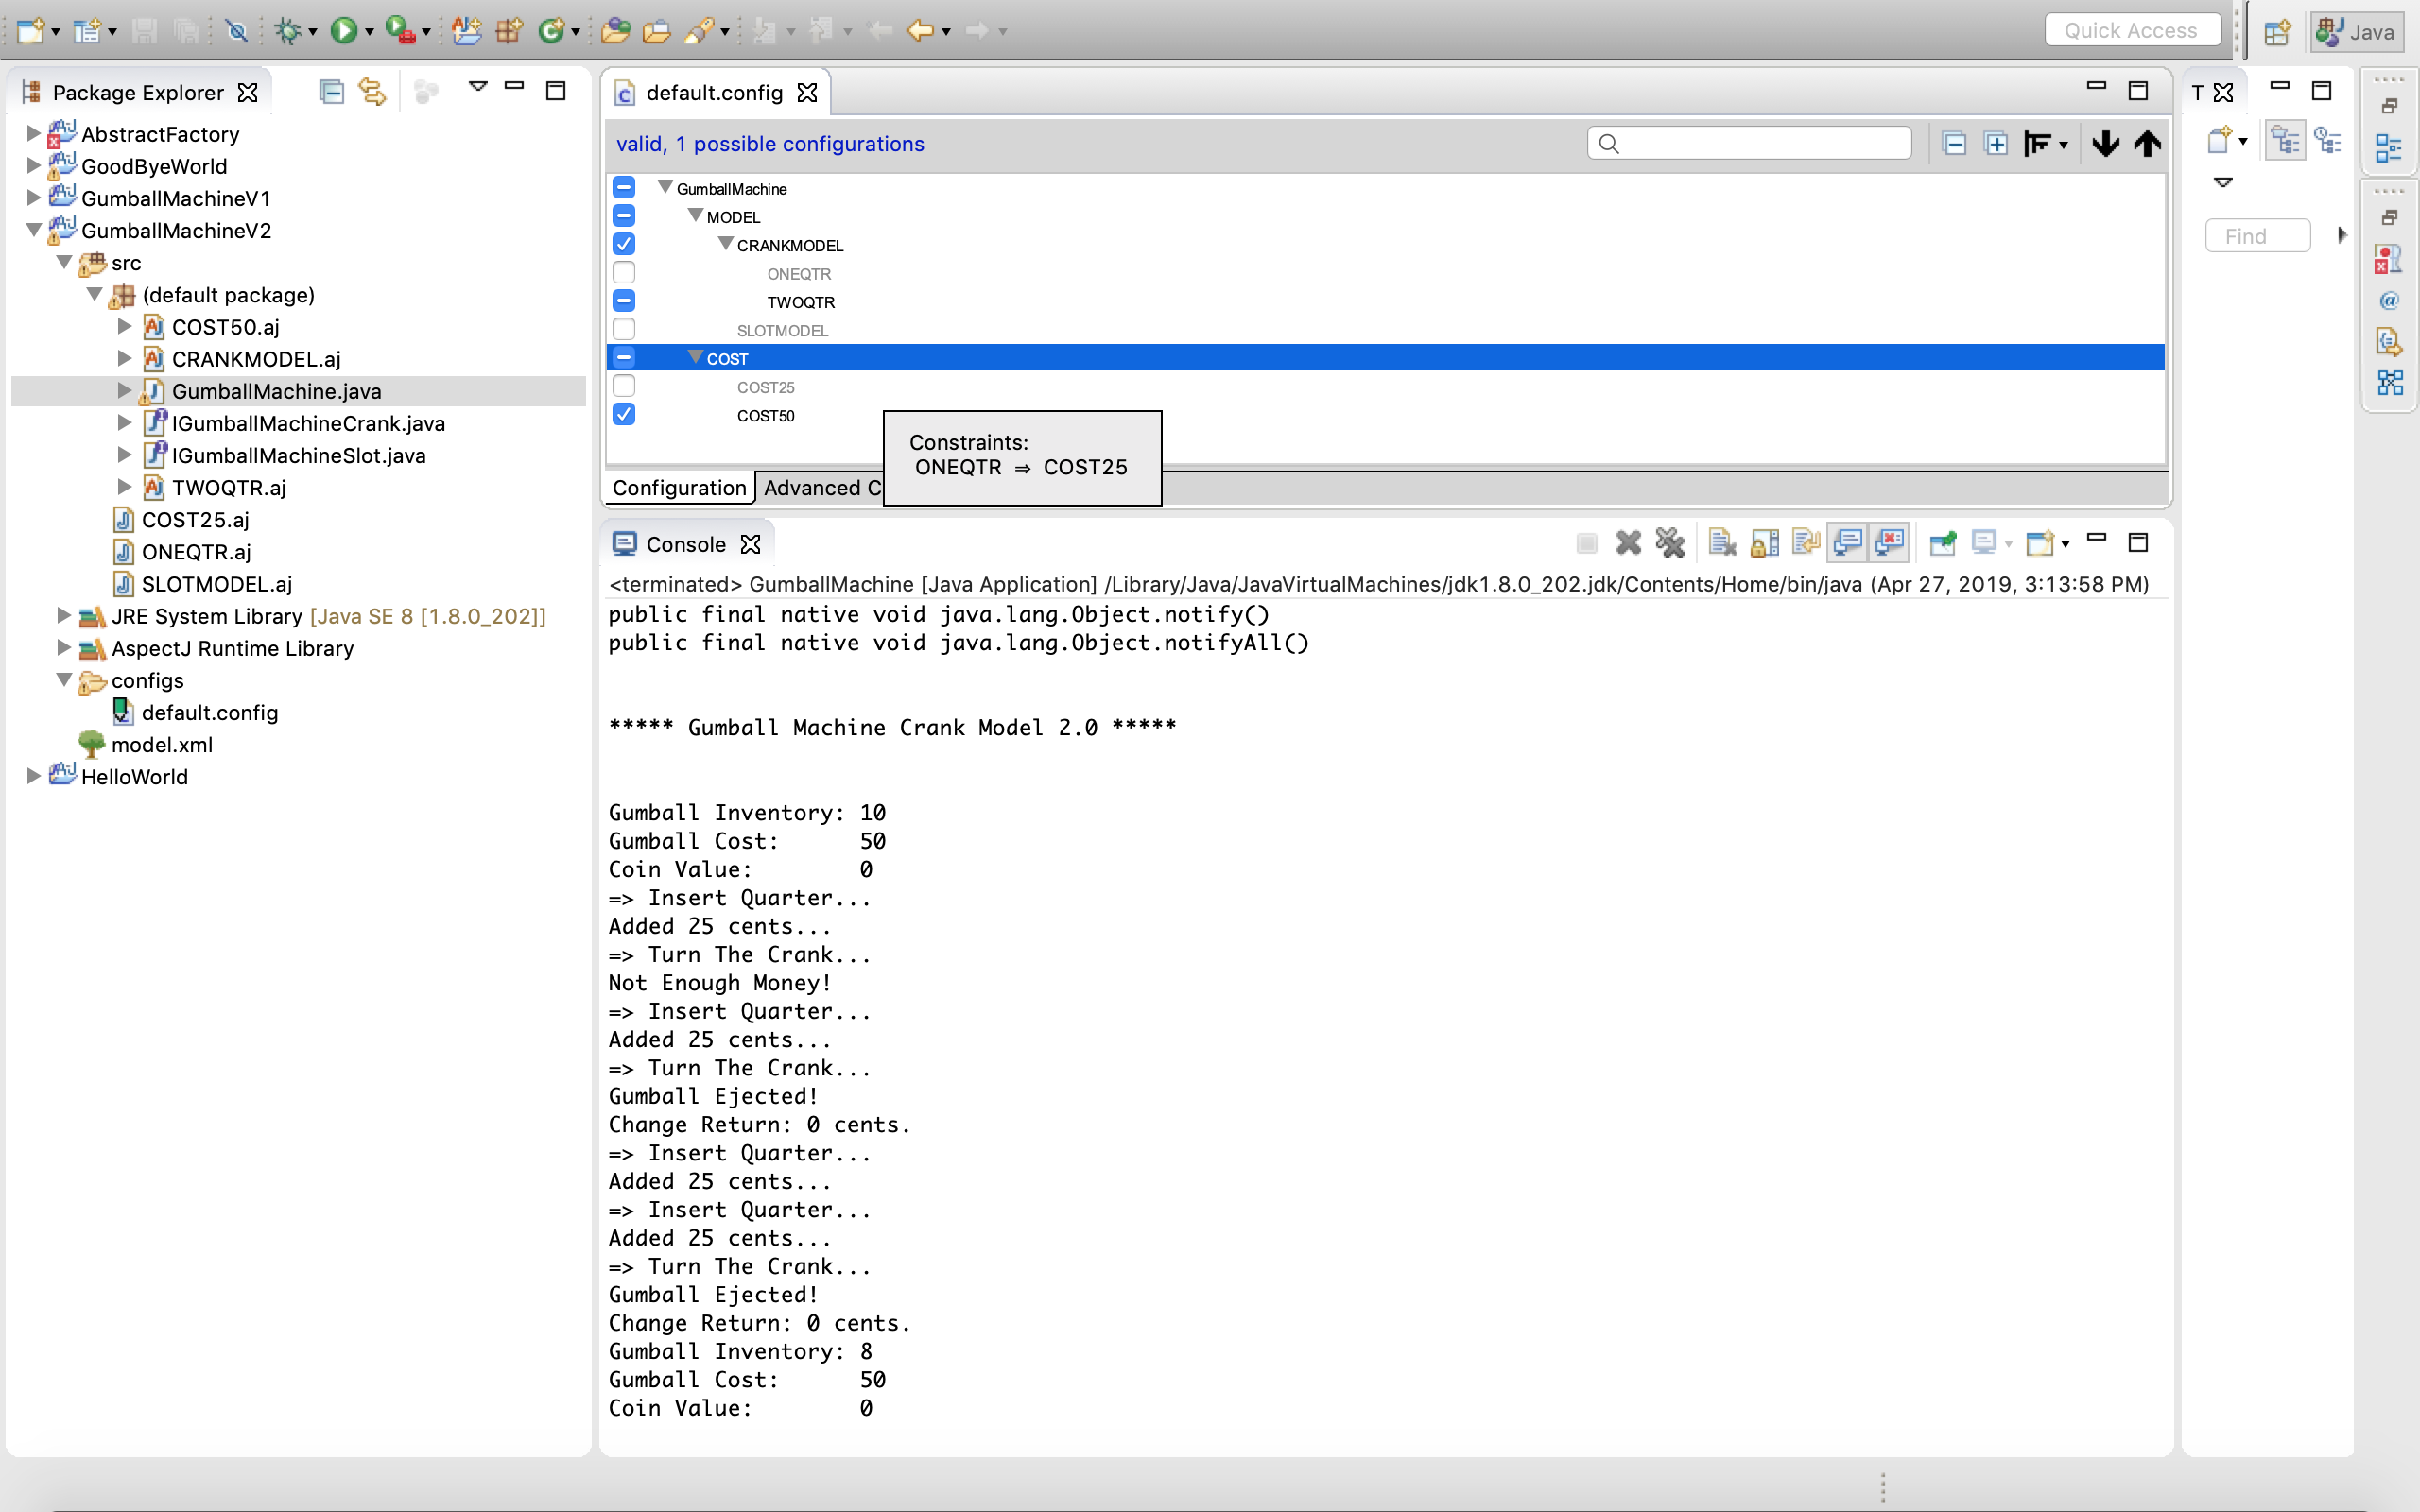 Quick Access
Java
Package Explorer
AbstractFactory
GoodByeWorld
GumballMachineV1
GumballMachineV2
src
(default package)
COST50.aj
CRANKMODEL.aj
GumballMachine.java
IGumballMachineCrank.java
IGumballMachineSlot.java
TWOQTR.aj
COST25.aj
ONEQTR.aj
SLOTMODEL.aj
JRE System Library [Java SE 8 [1.8.0_202]]
AspectJ Runtime Library
configs
default.config
model.xml
HelloWorld
default.config
valid, 1 possible configurations
GumballMachine
MODEL
CRANKMODEL
ONEQTR
TWOQTR
SLOTMODEL
COST
COST25
COST50
Constraints:
ONEQTR ⇒ COST25
Configuration
Advanced C
T
Find
Console
<terminated> GumballMachine [Java Application] /Library/Java/JavaVirtualMachines/jdk1.8.0_202.jdk/Contents/Home/bin/java (Apr 27, 2019, 3:13:58 PM)
public final native void java.lang.Object.notify()
public final native void java.lang.Object.notifyAll()
***** Gumball Machine Crank Model 2.0 *****
Gumball Inventory: 10
Gumball Cost: 50
Coin Value: 0
=> Insert Quarter...
Added 25 cents...
=> Turn The Crank...
Not Enough Money!
=> Insert Quarter...
Added 25 cents...
=> Turn The Crank...
Gumball Ejected!
Change Return: 0 cents.
=> Insert Quarter...
Added 25 cents...
=> Insert Quarter...
Added 25 cents...
=> Turn The Crank...
Gumball Ejected!
Change Return: 0 cents.
Gumball Inventory: 8
Gumball Cost: 50
Coin Value: 0